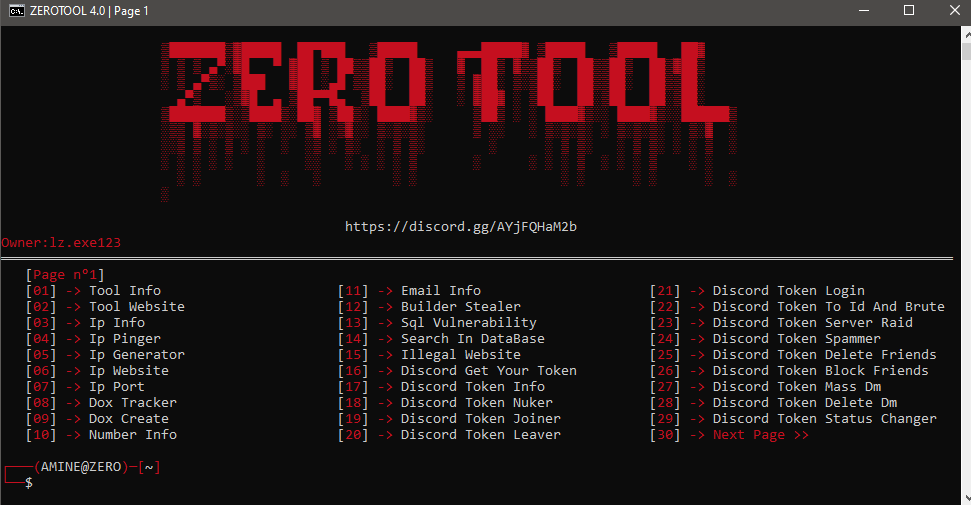 ZEROTOOL 4.0 | Page 1
ZERO TOOL
https://discord.gg/AYjFQHaM2b
Owner:lz.exe123
[Page n°1]
[01] -> Tool Info [11] -> Email Info [21] -> Discord Token Login
[02] -> Tool Website [12] -> Builder Stealer [22] -> Discord Token To Id And Brute
[03] -> Ip Info [13] -> Sql Vulnerability [23] -> Discord Token Server Raid
[04] -> Ip Pinger [14] -> Search In DataBase [24] -> Discord Token Spammer
[05] -> Ip Generator [15] -> Illegal Website [25] -> Discord Token Delete Friends
[06] -> Ip Website [16] -> Discord Get Your Token [26] -> Discord Token Block Friends
[07] -> Ip Port [17] -> Discord Token Info [27] -> Discord Token Mass Dm
[08] -> Dox Tracker [18] -> Discord Token Nuker [28] -> Discord Token Delete Dm
[09] -> Dox Create [19] -> Discord Token Joiner [29] -> Discord Token Status Changer
[10] -> Number Info [20] -> Discord Token Leaver [30] -> Next Page >>
(AMINE@ZERO)-[~]
$